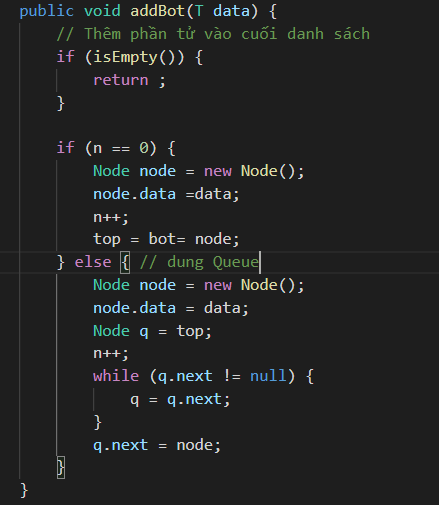 public void addBot(T data) {
// Thêm phần tử vào cuối danh sách
if (isEmpty()) {
return ;
}
if (n == 0) {
Node node = new Node();
node.data =data;
n++;
top = bot= node;
} else { // dung Queue
Node node = new Node();
node.data = data;
Node q = top;
n++;
while (q.next != null) {
q = q.next;
}
q.next = node;
}
}